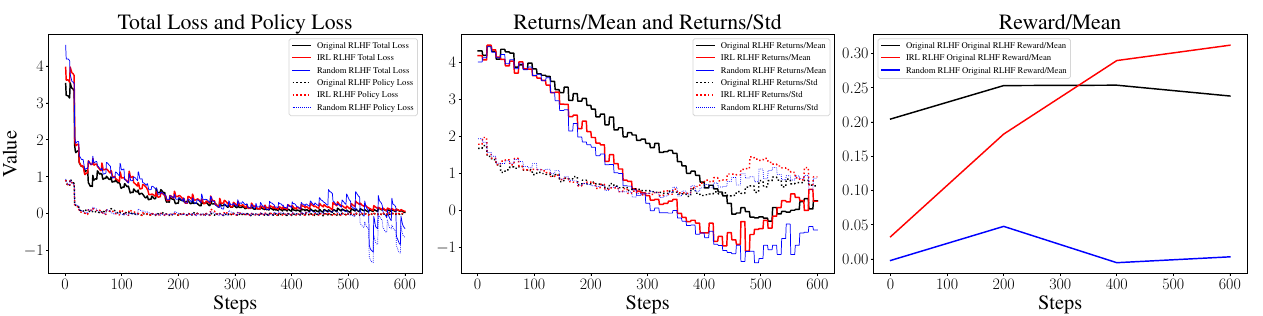 Total Loss and Policy Loss
Value
4
3
2
1
0
−1
Original RLHF Total Loss
IRL RLHF Total Loss
Random RLHF Total Loss
Original RLHF Policy Loss
IRL RLHF Policy Loss
Random RLHF Policy Loss
0 100 200 300 400 500 600
Steps
Returns/Mean and Returns/Std
4
3
2
1
0
−1
Original RLHF Returns/Mean
IRL RLHF Returns/Mean
Random RLHF Returns/Mean
Original RLHF Returns/Std
IRL RLHF Returns/Std
Random RLHF Returns/Std
0 100 200 300 400 500 600
Steps
Reward/Mean
0.30
0.25
0.20
0.15
0.10
0.05
0.00
Original RLHF Original Reward/Mean
IRL RLHF Original Reward/Mean
Random RLHF Original Reward/Mean
0 100 200 300 400 500 600
Steps